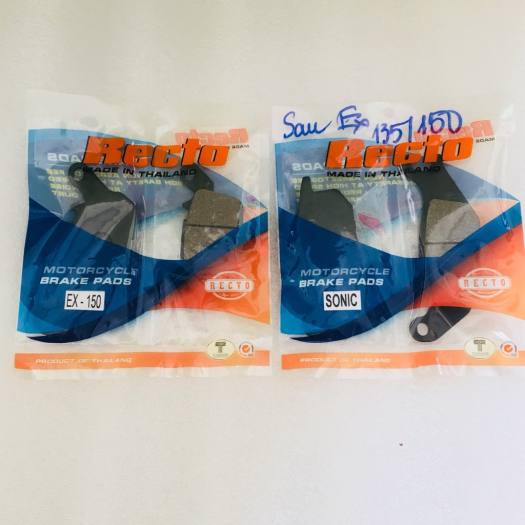 Recto
MADE IN THAILAND
MOTORCYCLE
BRAKE PADS
EX - 150
RECTO
PRODUCT OF THAILAND
Sau Ex 135/150
Recto
MADE IN THAILAND
MOTORCYCLE
BRAKE PADS
SONIC
RECTO
PRODUCT OF THAILAND